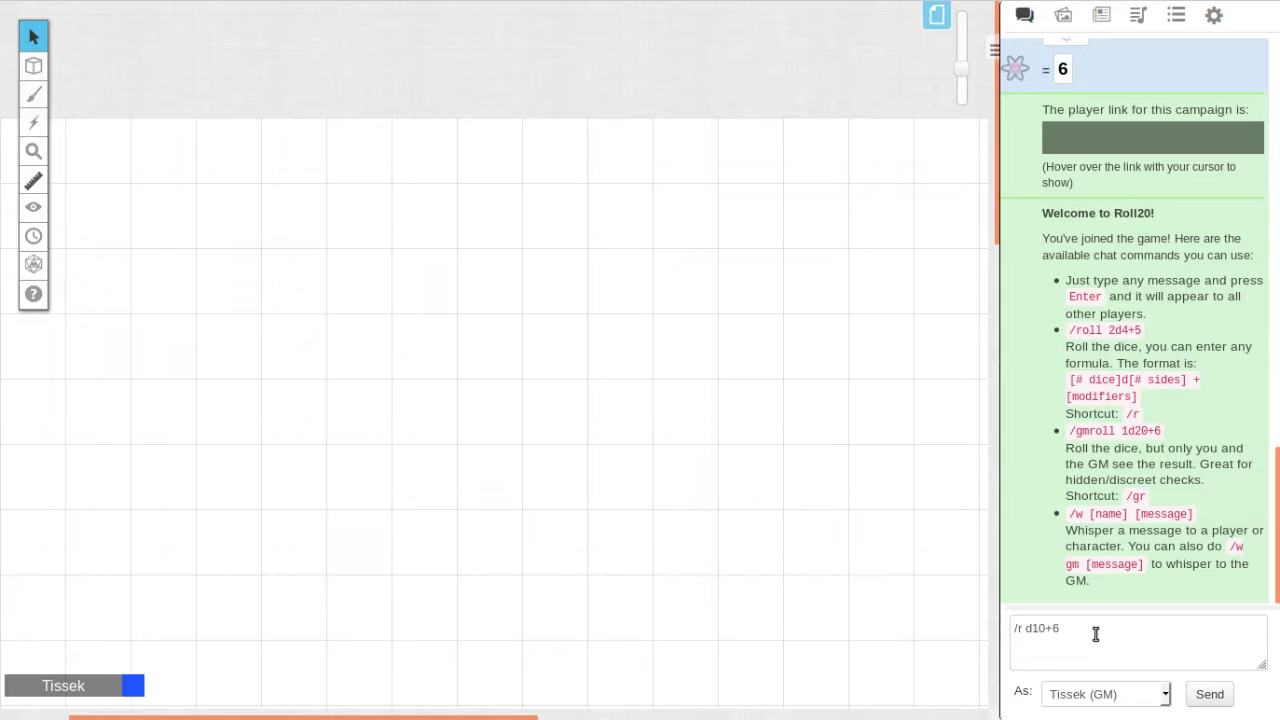 = 6
The player link for this campaign is:
(Hover over the link with your cursor to
show)
Welcome to Roll20!
You've joined the game! Here are the
available chat commands you can use:
Just type any message and press
Enter and it will appear to all
other players.
/roll 2d4+5
Roll the dice, you can enter any
formula. The format is:
[# dice]d[# sides] +
[modifiers]
Shortcut: /r
/gmroll 1d20+6
Roll the dice, but only you and
the GM see the result. Great for
hidden/discreet checks.
Shortcut: /gr
/w [name] [message]
Whisper a message to a player or
character. You can also do /w
gm [message] to whisper to the
GM.
/r d10+6
As: Tissek (GM) Send
Tissek